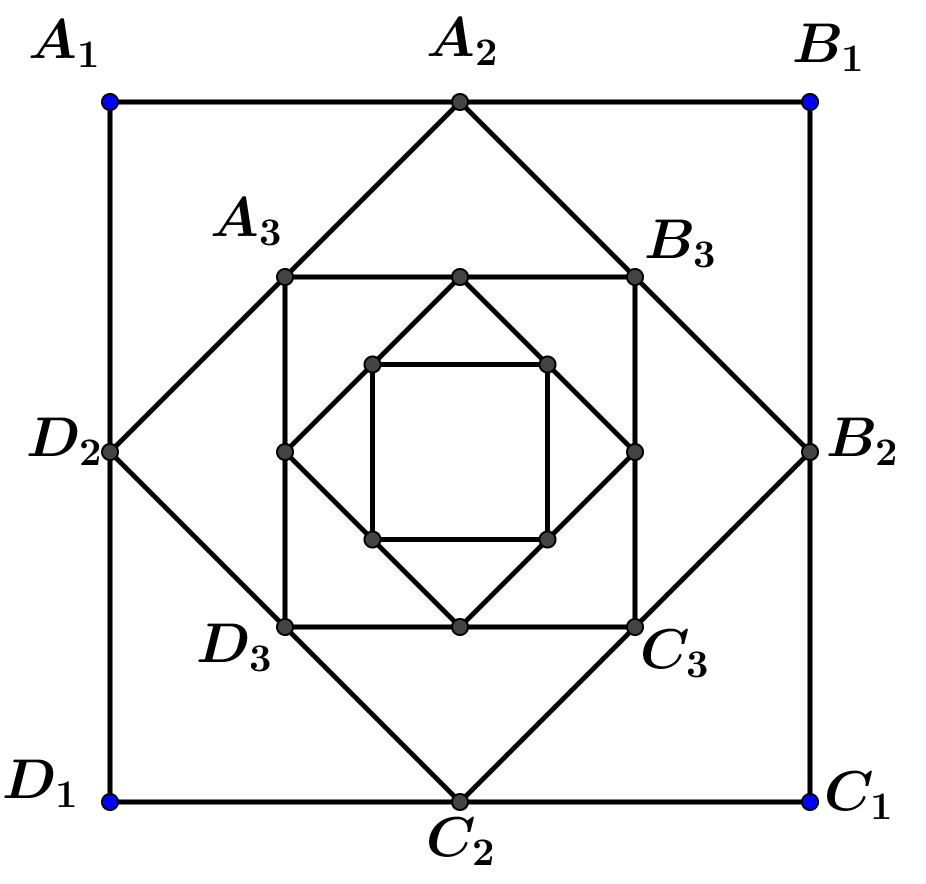 A₁ A₂ B₁
A₃ B₃
D₂ B₂
D₃ C₃
D₁ C₂ C₁